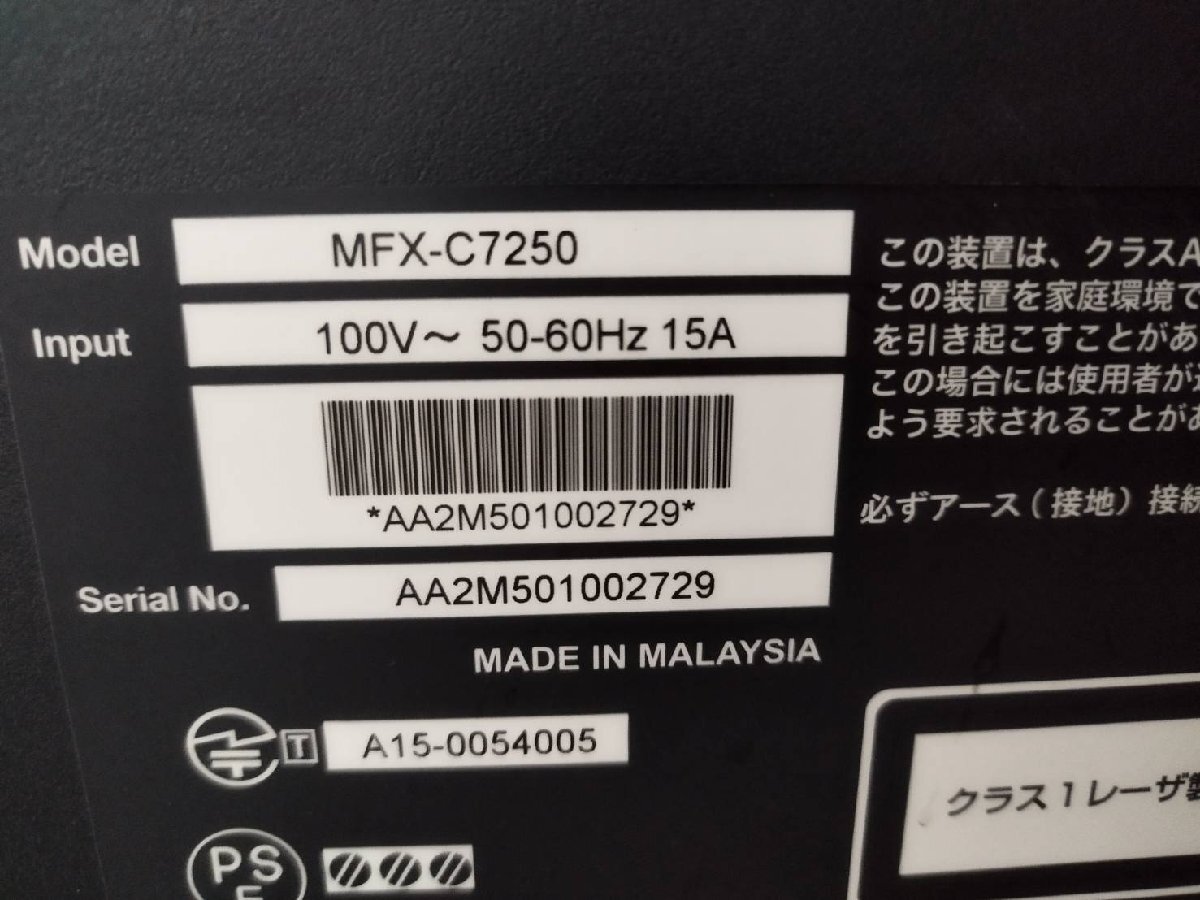 Model MFX-C7250
Input 100V～ 50-60Hz 15A
*AA2M501002729*
Serial No. AA2M501002729
MADE IN MALAYSIA
T A15-0054005
PS
E
この装置は、クラスA
この装置を家庭環境で
を引き起こすことがあ
この場合には使用者が
よう要求されることがあ
必ずアース(接地)接続
クラス1レーザ製